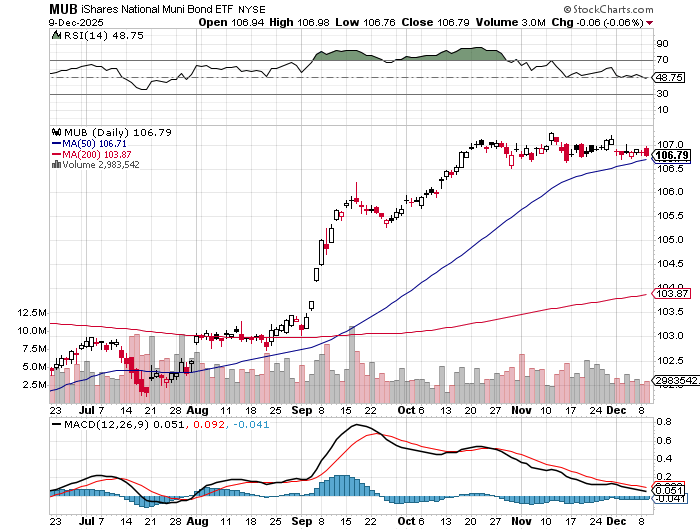 MUB iShares National Muni Bond ETF NYSE © StockCharts.com
9-Dec-2025 Open 106.94 High 106.98 Low 106.76 Close 106.79 Volume 3.0M Chg -0.06 (-0.06%)
RSI(14) 48.75
90
70
48.75
30
10
MUB (Daily) 106.79
MA(50) 106.71
MA(200) 103.87
Volume 2,983,542
107.0
106.79
106.5
106.0
105.5
105.0
104.5
104.0
103.87
12.5M 103.5
10.0M 103.0
7.5M
5.0M 102.5
2983542
2.5M
23 Jul 7 14 21 28 Aug 11 18 25 Sep 8 15 22 Oct 6 13 20 27 Nov 10 17 24 Dec 8
MACD(12,26,9) 0.051, 0.092, -0.041
0.8
0.6
0.4
0.2
0.051
-0.041
23 Jul 7 14 21 28 Aug 11 18 25 Sep 8 15 22 Oct 6 13 20 27 Nov 10 17 24 Dec 8